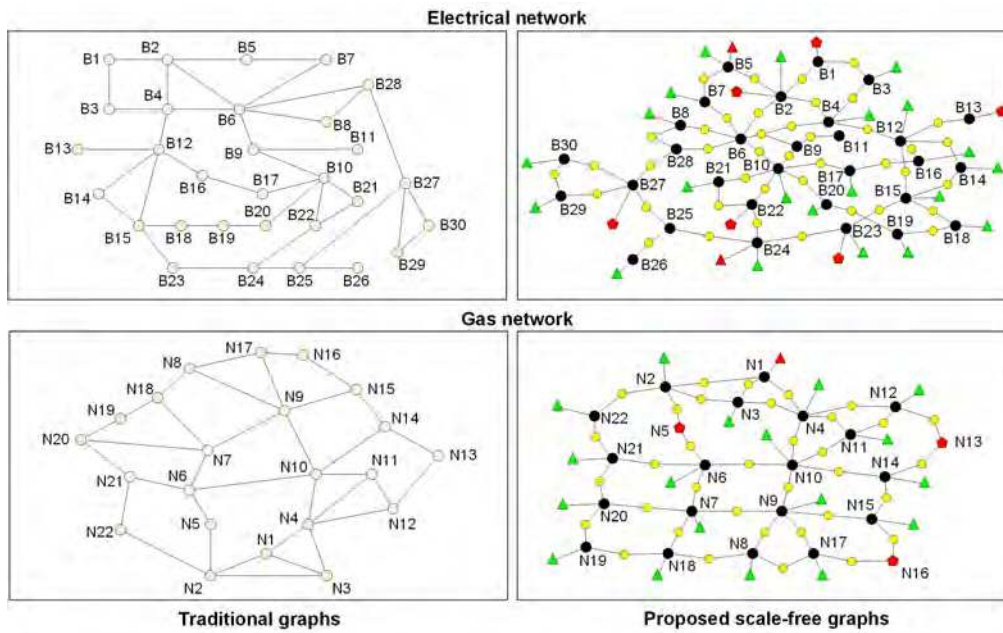 Electrical network
B1 B2 B5 B7
B28
B3 B4 B6 B8
B13 B12 B9 B11
B16 B10
B14 B17 B21 B27
B15 B18 B19 B20 B22 B30
B29
B23 B24 B25 B26
B5 B1
B7 B2 B3
B8 B4 B13
B30 B6 B9 B11 B12
B28 B21 B10 B16
B27 B17 B14
B29 B20 B15
B25 B22
B24 B23 B19 B18
B26
Gas network
N17 N16
N8
N18 N9 N15
N19 N14
N20 N7
N6 N10 N11 N13
N21
N5 N4 N12
N22 N1
N2 N3
N1
N2 N12
N22 N3 N4
N5 N11 N13
N21
N6 N10 N14
N7 N9
N20 N15
N19 N18 N8 N17 N16
Traditional graphs
Proposed scale-free graphs